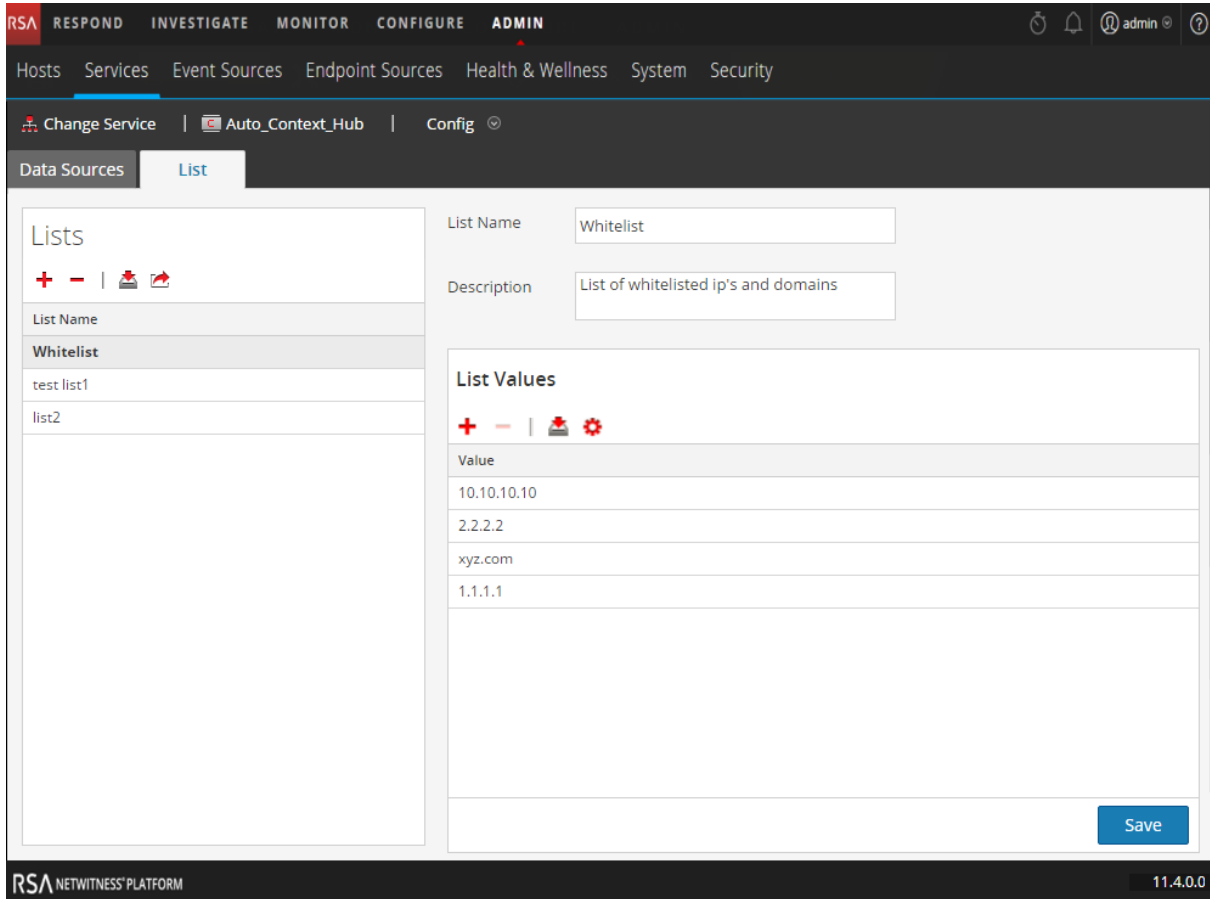 RSA RESPOND INVESTIGATE MONITOR CONFIGURE ADMIN admin ?
Hosts Services Event Sources Endpoint Sources Health & Wellness System Security
Change Service | C Auto_Context_Hub | Config
Data Sources List
Lists
List Name
Whitelist
test list1
list2
List Name Whitelist
Description List of whitelisted ip's and domains
List Values
Value
10.10.10.10
2.2.2.2
xyz.com
1.1.1.1
Save
RSA NETWITNESS® PLATFORM 11.4.0.0